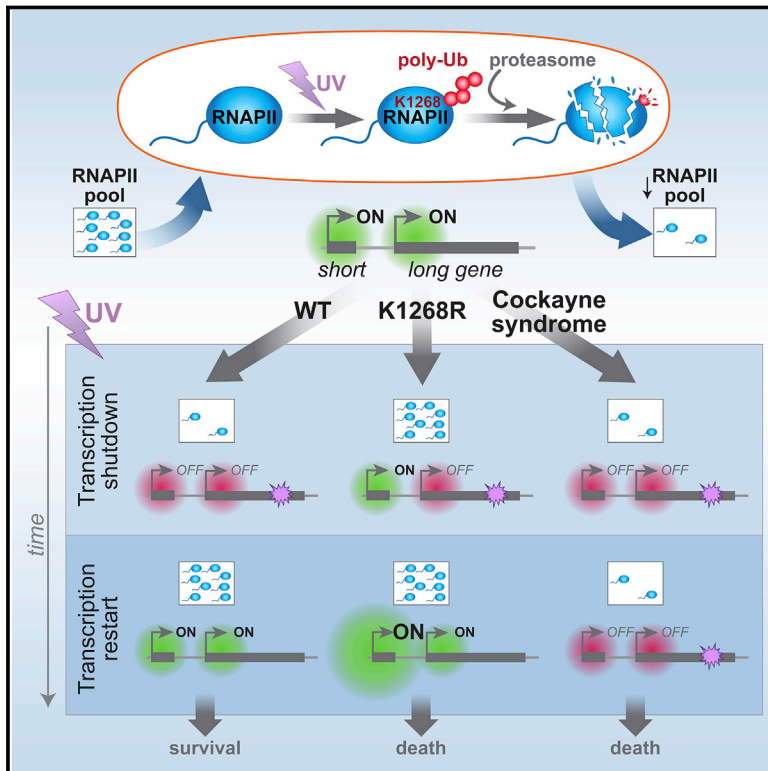 poly-Ub
proteasome
UV
K1268
RNAPII
RNAPII
RNAPII
pool
↓ RNAPII
pool
ON
ON
short
long gene
UV
WT
K1268R
Cockayne
syndrome
time
Transcription
shutdown
OFF
OFF
ON
OFF
OFF
OFF
Transcription
restart
ON
ON
ON
ON
OFF
OFF
survival
death
death